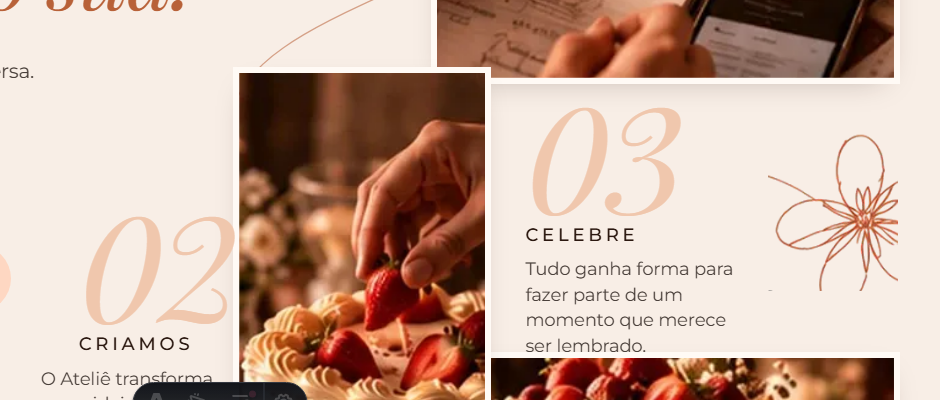 ersa.
03
CELEBRE
Tudo ganha forma para
fazer parte de um
momento que merece
ser lembrado.
02
CRIAMOS
O Ateliê transforma